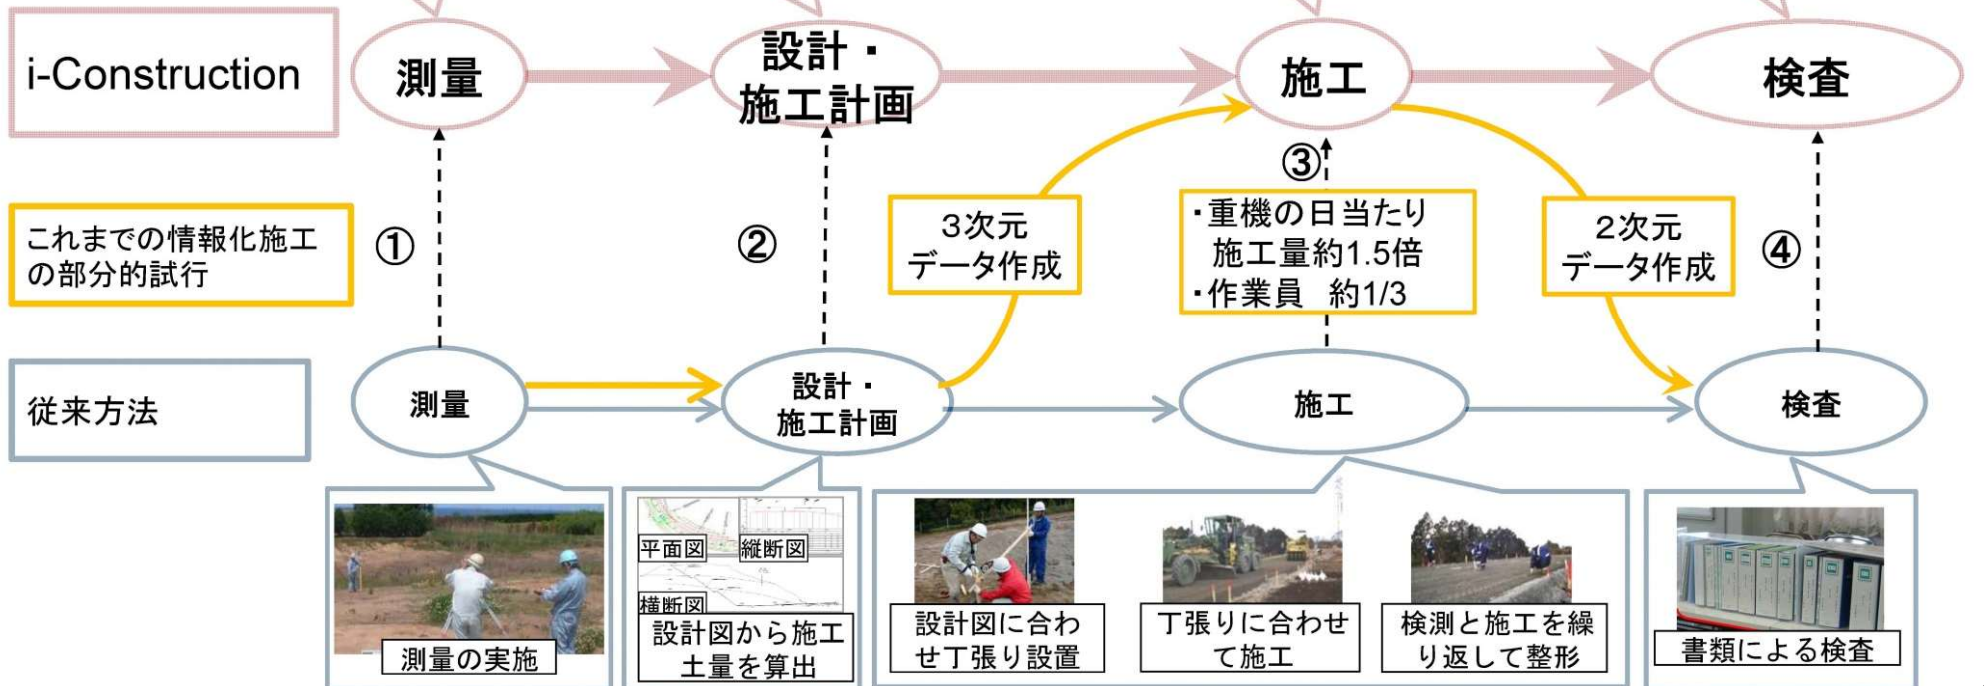 i-Construction
測量
設計・
施工計画
施工
検査
これまでの情報化施工
の部分的試行
①
②
3次元
データ作成
③
・重機の日当たり
施工量約1.5倍
・作業員 約1/3
2次元
データ作成
④
従来方法
測量
設計・
施工計画
施工
検査
測量の実施
平面図
縦断図
横断図
設計図から施工
土量を算出
設計図に合わ
せ丁張り設置
丁張りに合わせ
て施工
検測と施工を繰
り返して整形
書類による検査